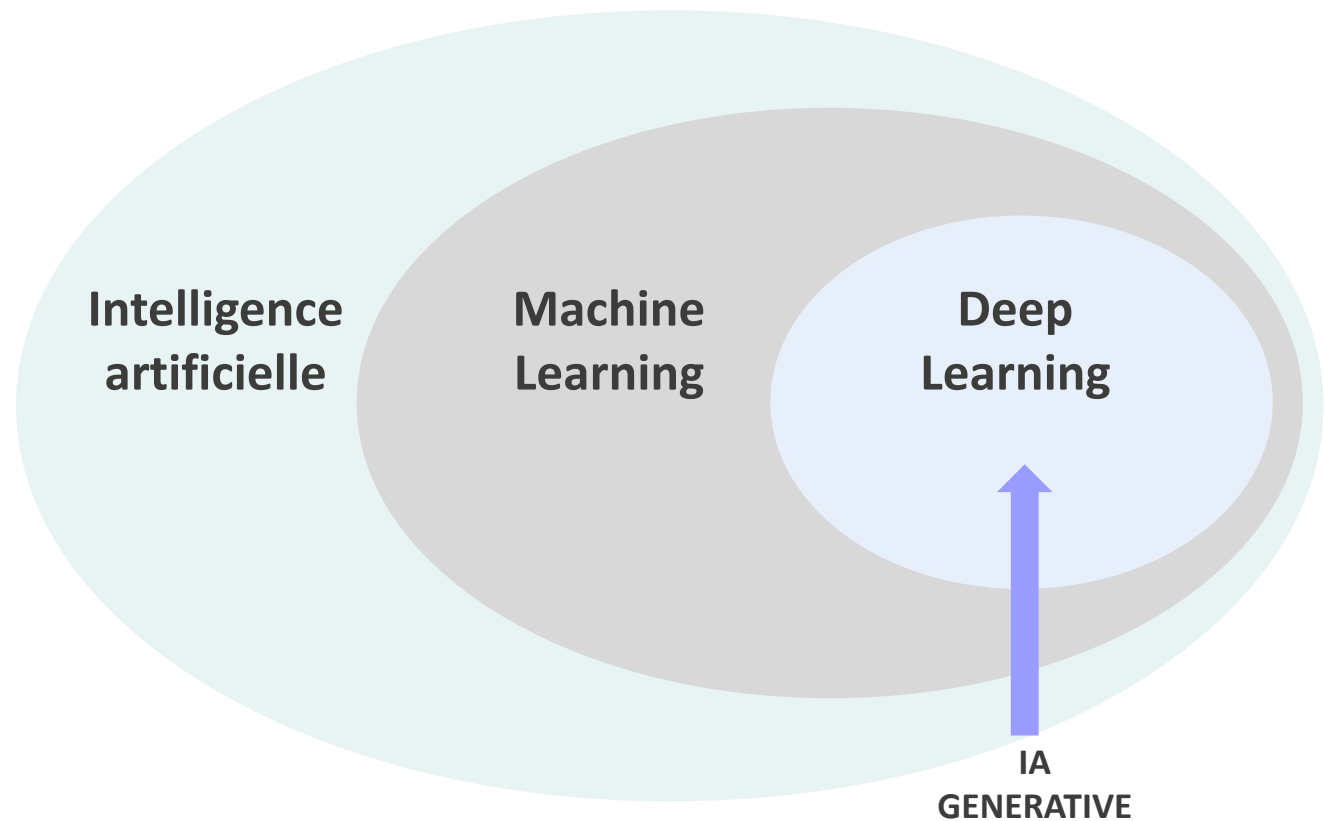 Intelligence
artificielle
Machine
Learning
Deep
Learning
IA
GENERATIVE